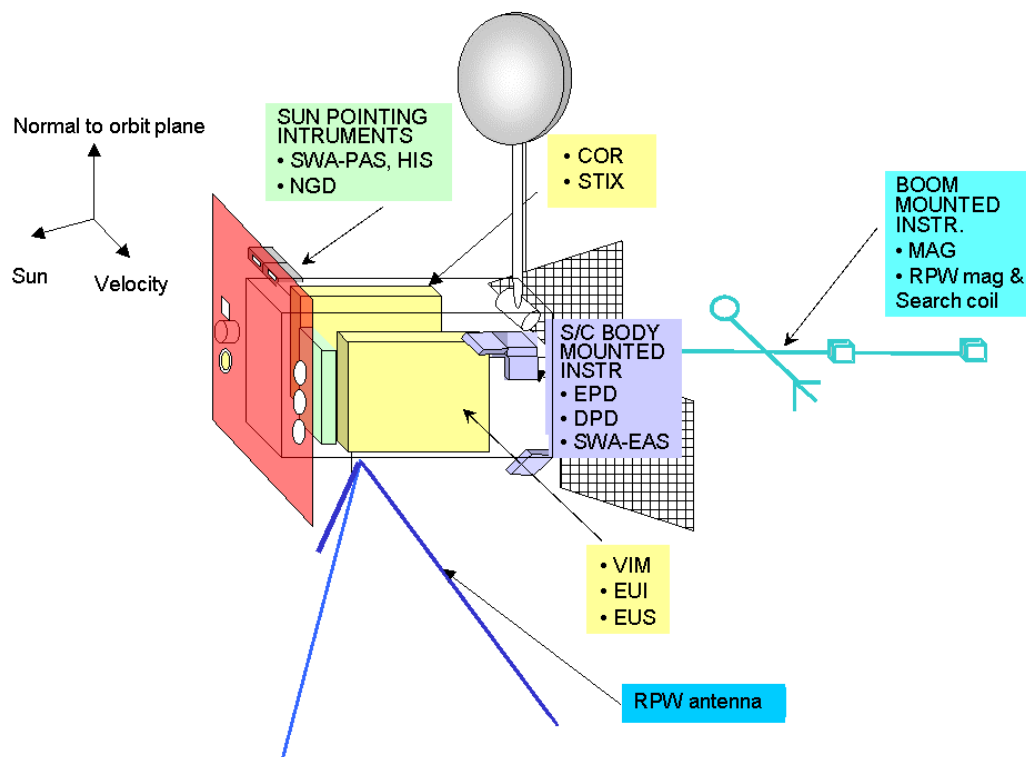 Normal to orbit plane
Sun
Velocity
SUN POINTING
INTRUMENTS
• SWA-PAS, HIS
• NGD
• COR
• STIX
BOOM
MOUNTED
INSTR.
• MAG
• RPW mag &
Search coil
S/C BODY
MOUNTED
INSTR
• EPD
• DPD
• SWA-EAS
• VIM
• EUI
• EUS
RPW antenna